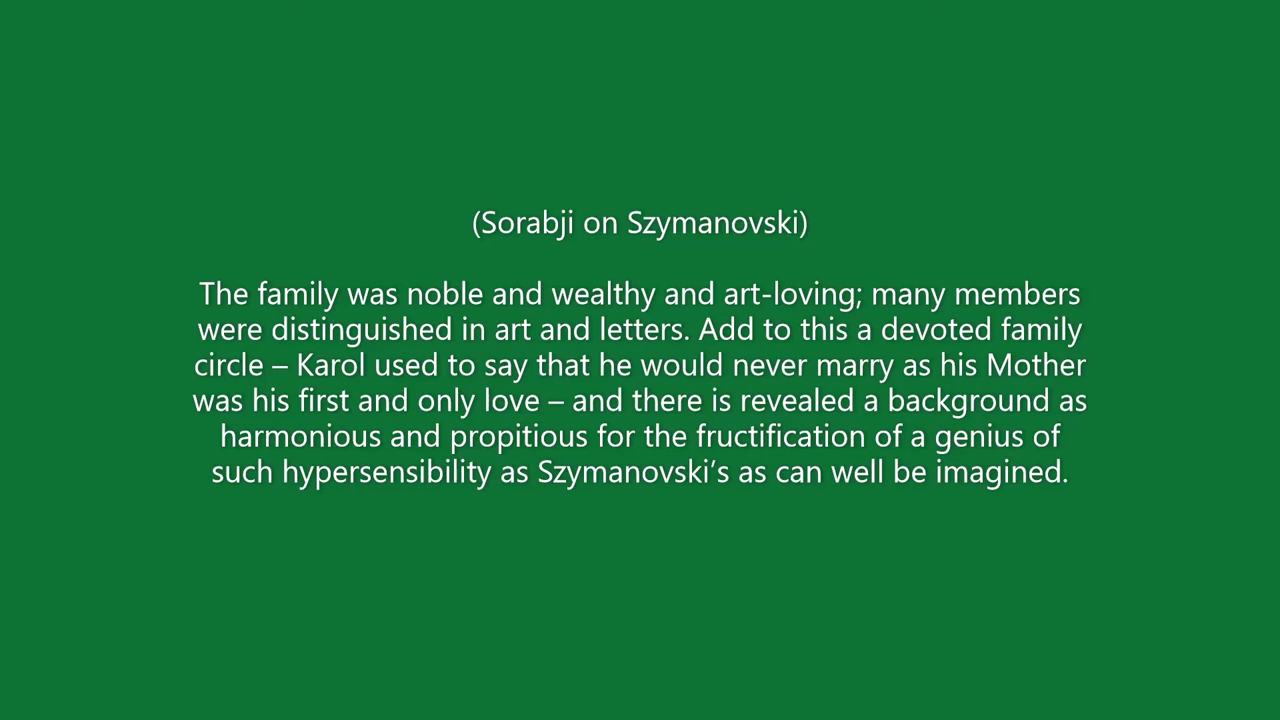 (Sorabji on Szymanovski)
The family was noble and wealthy and art-loving; many members
were distinguished in art and letters. Add to this a devoted family
circle – Karol used to say that he would never marry as his Mother
was his first and only love – and there is revealed a background as
harmonious and propitious for the fructification of a genius of
such hypersensibility as Szymanovski’s as can well be imagined.